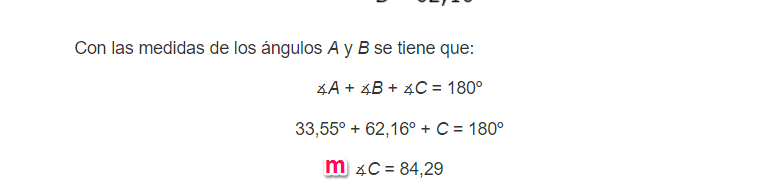 Con las medidas de los ángulos A y B se tiene que:
∡A + ∡B + ∡C = 180º
33,55º + 62,16º + C = 180º
m ∡C = 84,29